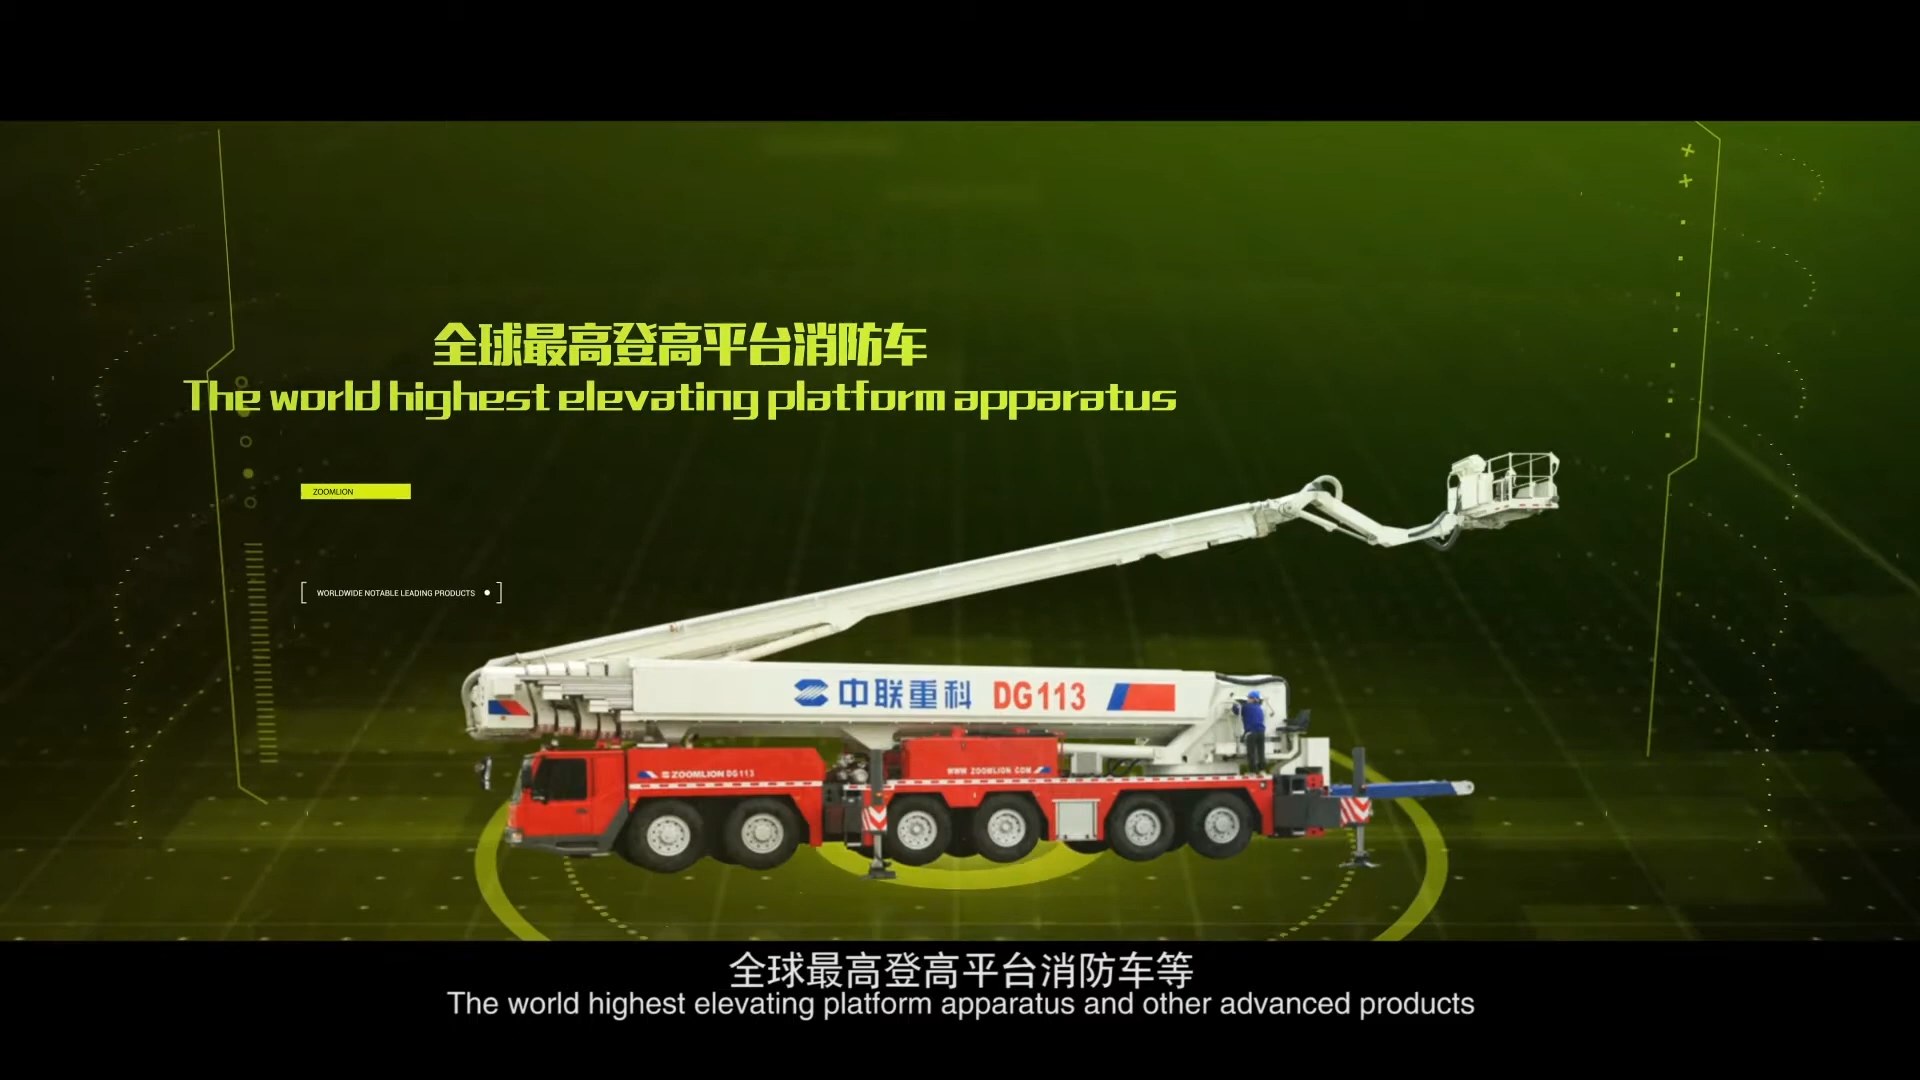 全球最高登高平台消防车
The world highest elevating platform apparatus
ZOOMLION
WORLDWIDE NOTABLE LEADING PRODUCTS
中联重科 DG113
ZOOMLION DG113
WWW ZOOMLION COM
全球最高登高平台消防车等
The world highest elevating platform apparatus and other advanced products